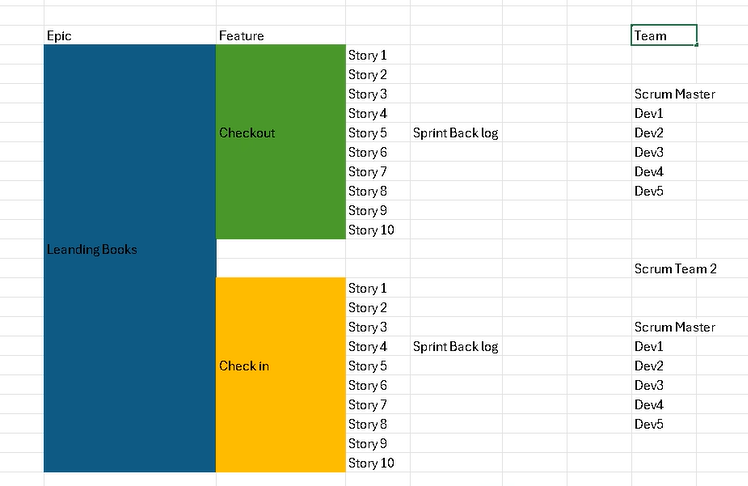 Epic Feature Team
Story 1
Story 2
Story 3 Scrum Master
Story 4 Dev1
Checkout Story 5 Sprint Back log Dev2
Story 6 Dev3
Story 7 Dev4
Story 8 Dev5
Story 9
Story 10
Leanding Books
Scrum Team 2
Story 1
Story 2
Story 3 Scrum Master
Story 4 Sprint Back log Dev1
Check in Story 5 Dev2
Story 6 Dev3
Story 7 Dev4
Story 8 Dev5
Story 9
Story 10